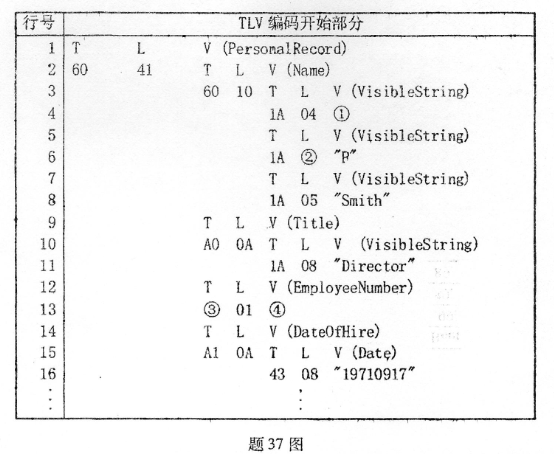 行号 TLV 编码开始部分
1 T L V (PersonalRecord)
2 60 41 T L V (Name)
3 60 10 T L V (VisibleString)
4 1A 04 ①
5 T L V (VisibleString)
6 1A ② "P"
7 T L V (VisibleString)
8 1A 05 "Smith"
9 T L V (Title)
10 A0 0A T L V (VisibleString)
11 1A 08 "Director"
12 T L V (EmployeeNumber)
13 ③ 01 ④
14 T L V (DateOfHire)
15 A1 0A T L V (Date)
16 43 08 "19710917"
⋮ ⋮
题 37 图